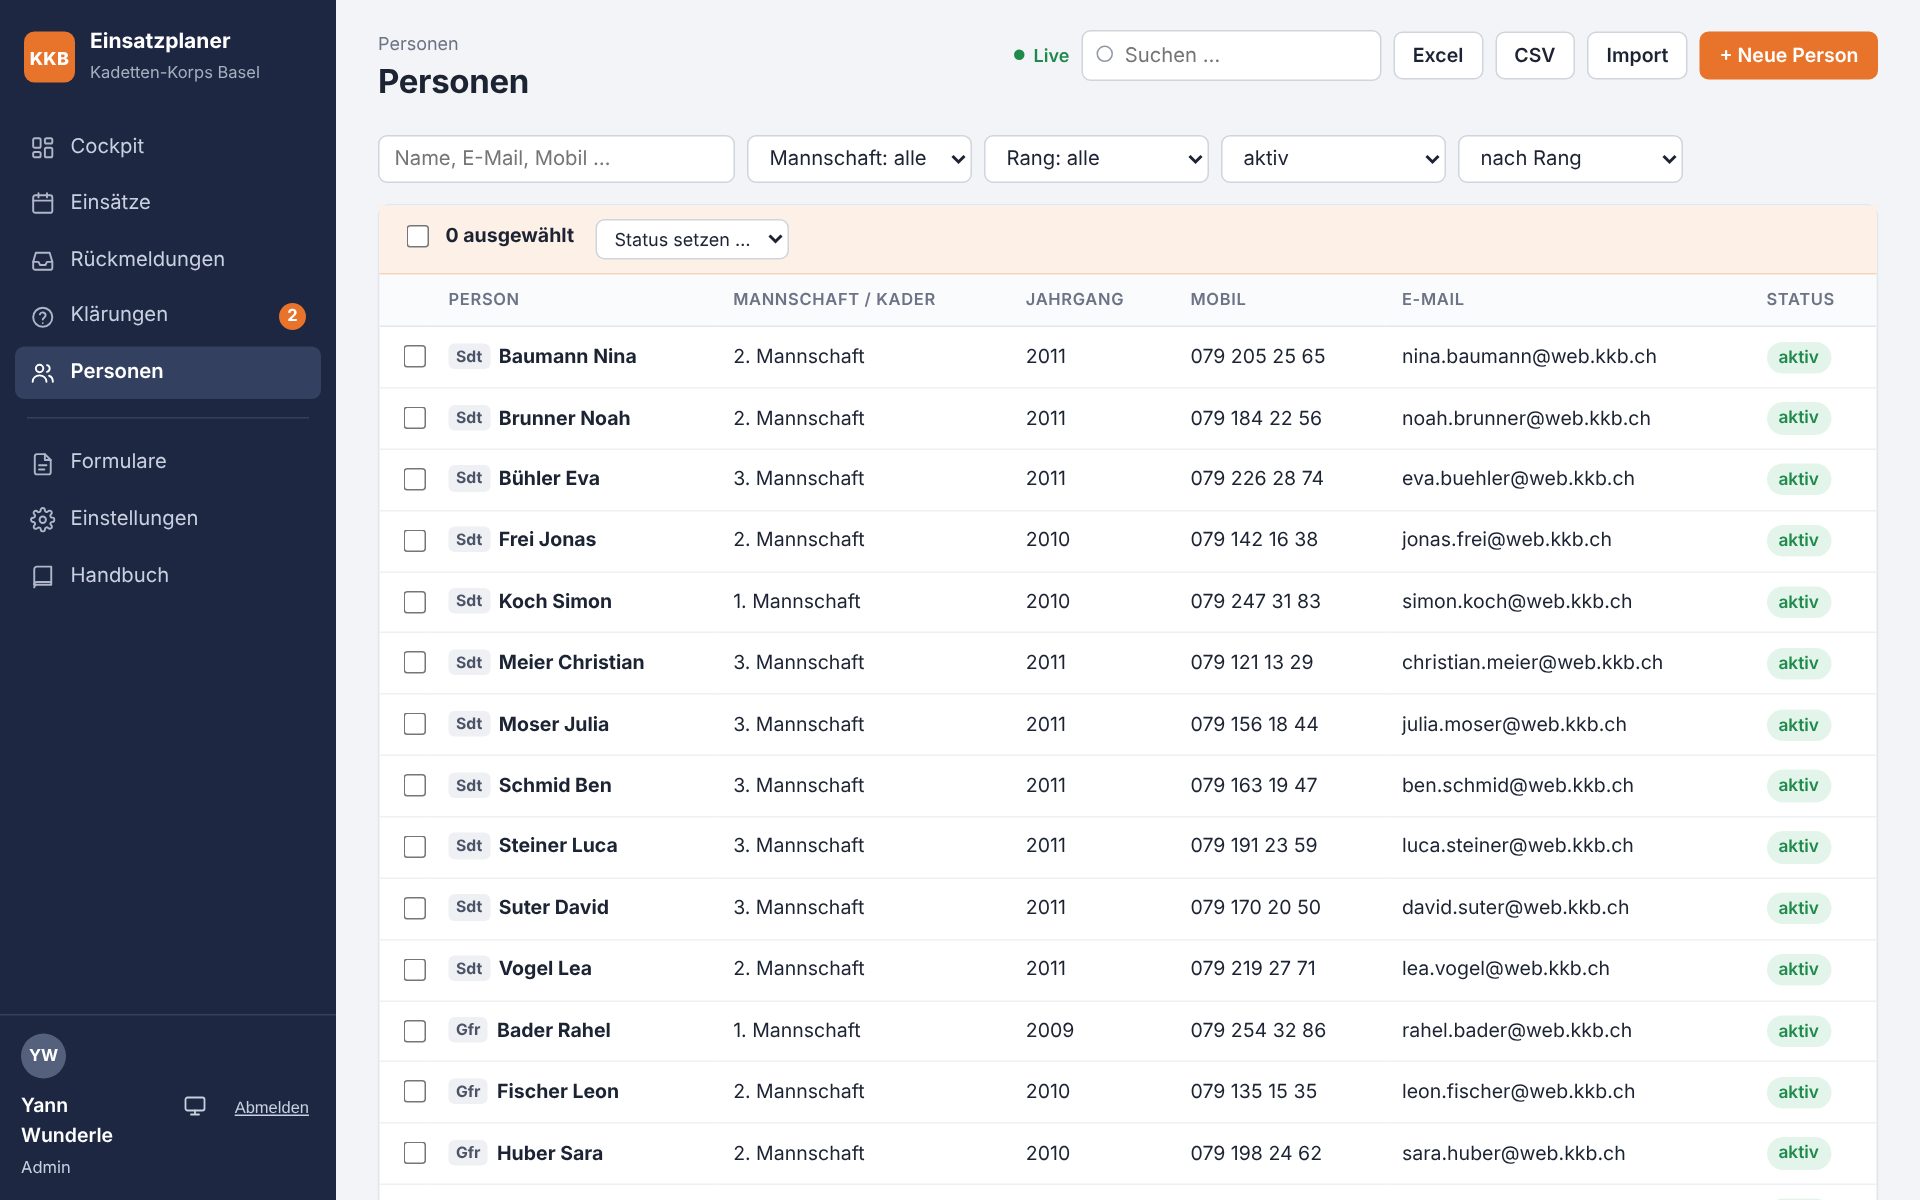 KKB
Einsatzplaner
Kadetten-Korps Basel
Cockpit
Einsätze
Rückmeldungen
Klärungen 2
Personen
Formulare
Einstellungen
Handbuch
YW
Yann
Wunderle
Admin
Abmelden
Personen
Personen
Live
Suchen ...
Excel
CSV
Import
+ Neue Person
Name, E-Mail, Mobil ...
Mannschaft: alle
Rang: alle
aktiv
nach Rang
0 ausgewählt
Status setzen ...
PERSON MANNSCHAFT / KADER JAHRGANG MOBIL E-MAIL STATUS
Sdt Baumann Nina 2. Mannschaft 2011 079 205 25 65 nina.baumann@web.kkb.ch aktiv
Sdt Brunner Noah 2. Mannschaft 2011 079 184 22 56 noah.brunner@web.kkb.ch aktiv
Sdt Bühler Eva 3. Mannschaft 2011 079 226 28 74 eva.buehler@web.kkb.ch aktiv
Sdt Frei Jonas 2. Mannschaft 2010 079 142 16 38 jonas.frei@web.kkb.ch aktiv
Sdt Koch Simon 1. Mannschaft 2010 079 247 31 83 simon.koch@web.kkb.ch aktiv
Sdt Meier Christian 3. Mannschaft 2011 079 121 13 29 christian.meier@web.kkb.ch aktiv
Sdt Moser Julia 3. Mannschaft 2011 079 156 18 44 julia.moser@web.kkb.ch aktiv
Sdt Schmid Ben 3. Mannschaft 2011 079 163 19 47 ben.schmid@web.kkb.ch aktiv
Sdt Steiner Luca 3. Mannschaft 2011 079 191 23 59 luca.steiner@web.kkb.ch aktiv
Sdt Suter David 3. Mannschaft 2011 079 170 20 50 david.suter@web.kkb.ch aktiv
Sdt Vogel Lea 2. Mannschaft 2011 079 219 27 71 lea.vogel@web.kkb.ch aktiv
Gfr Bader Rahel 1. Mannschaft 2009 079 254 32 86 rahel.bader@web.kkb.ch aktiv
Gfr Fischer Leon 2. Mannschaft 2010 079 135 15 35 leon.fischer@web.kkb.ch aktiv
Gfr Huber Sara 2. Mannschaft 2010 079 198 24 62 sara.huber@web.kkb.ch aktiv